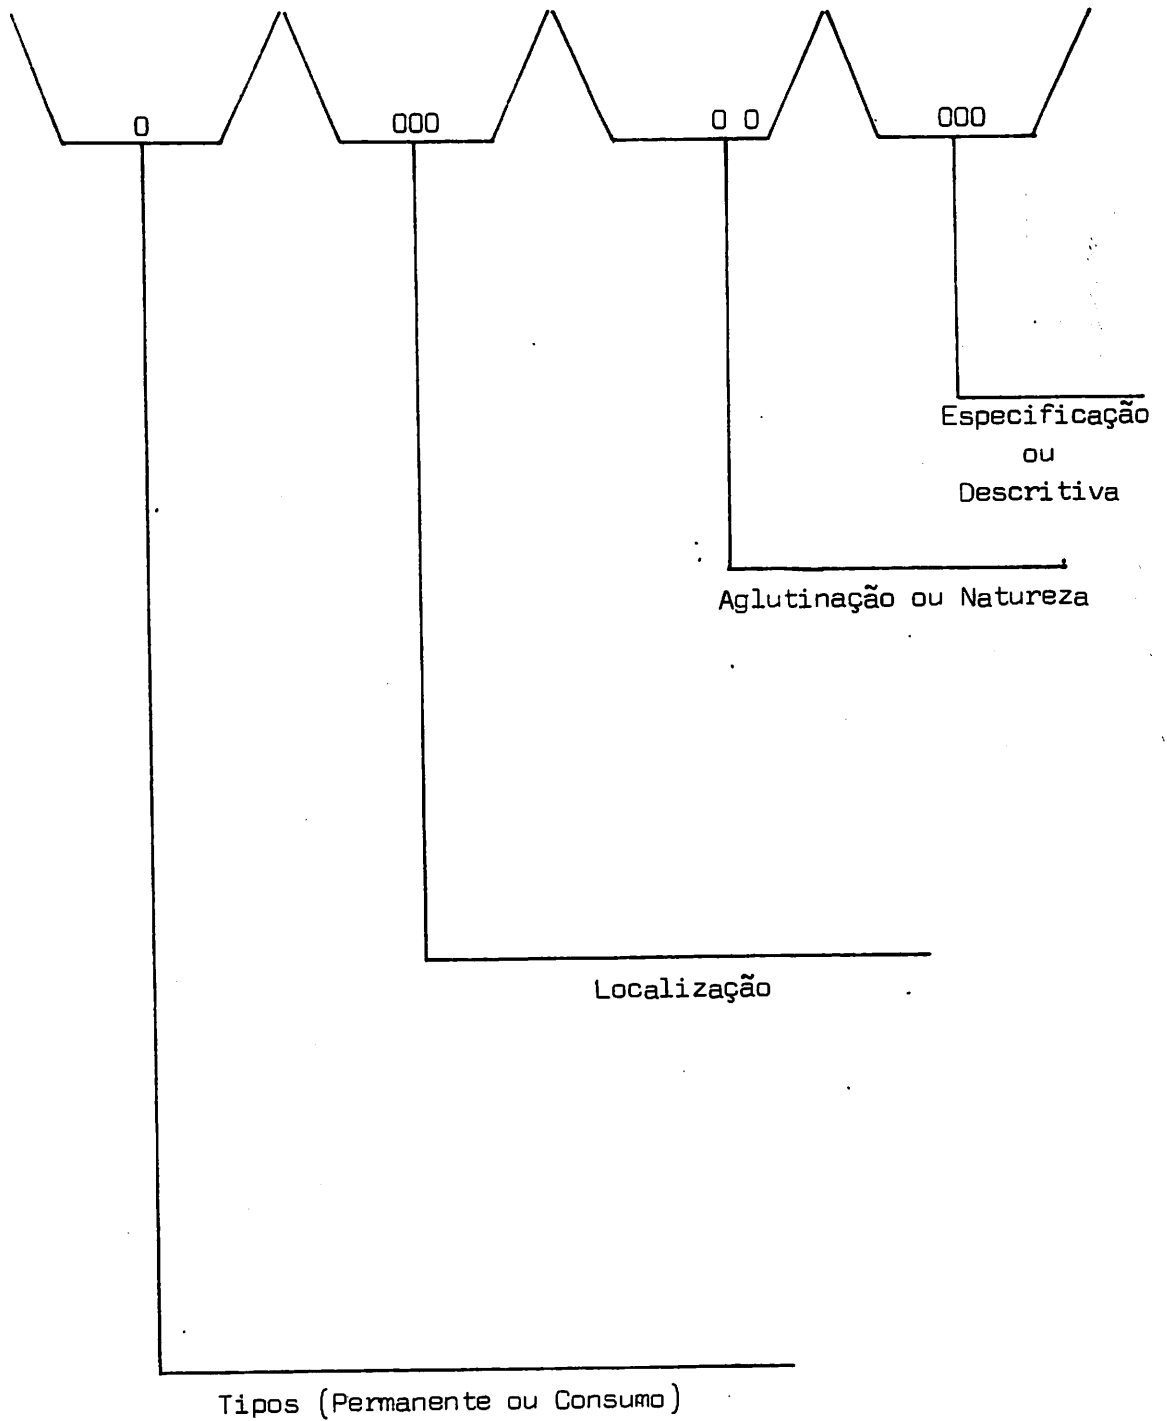 0 000 0 0 000
Especificação
ou
Descritiva
Aglutinação ou Natureza
Localização
Tipos (Permanente ou Consumo)